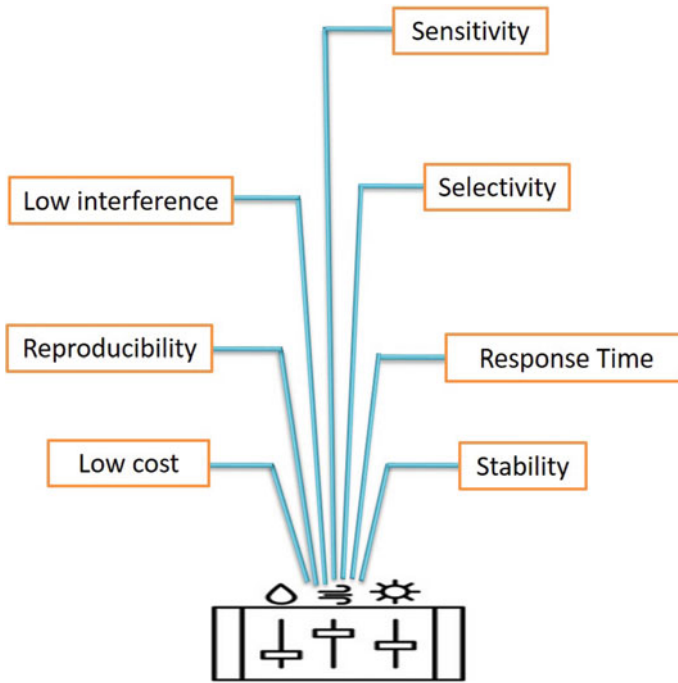 Sensitivity
Low interference
Selectivity
Reproducibility
Response Time
Low cost
Stability